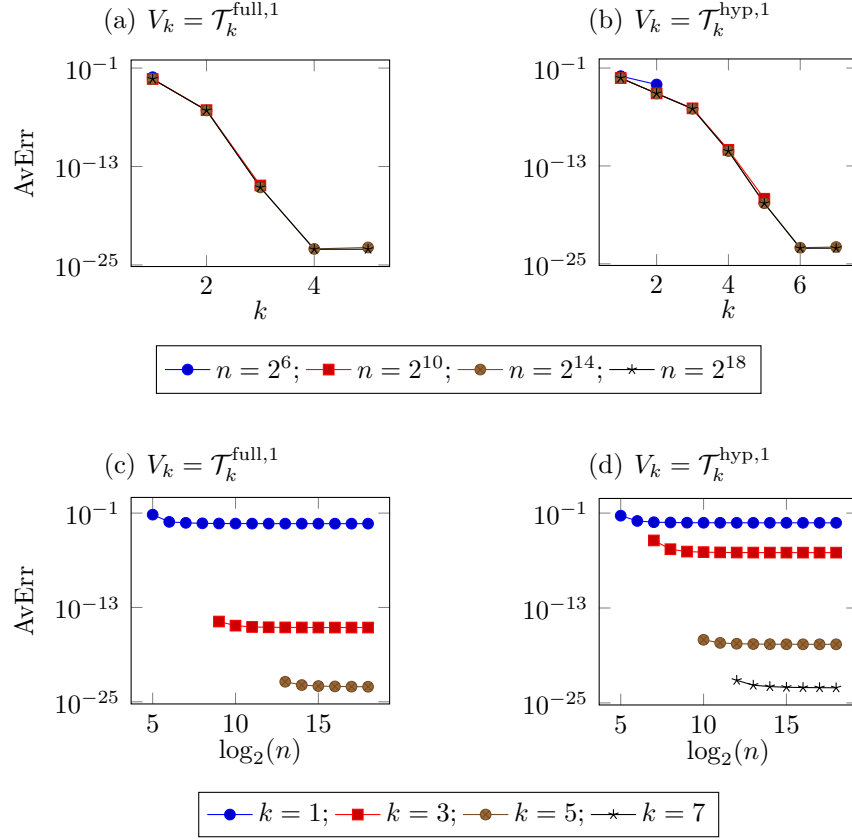 (a) $V_k = \mathcal{T}_k^{\text{full},1}$
(b) $V_k = \mathcal{T}_k^{\text{hyp},1}$
AvErr
$10^{-1}$
$10^{-13}$
$10^{-25}$
2 4
$k$
$10^{-1}$
$10^{-13}$
$10^{-25}$
2 4 6
$k$
$n = 2^6$; $n = 2^{10}$; $n = 2^{14}$; $n = 2^{18}$
(c) $V_k = \mathcal{T}_k^{\text{full},1}$
(d) $V_k = \mathcal{T}_k^{\text{hyp},1}$
AvErr
$10^{-1}$
$10^{-13}$
$10^{-25}$
5 10 15
$\log_2(n)$
$10^{-1}$
$10^{-13}$
$10^{-25}$
5 10 15
$\log_2(n)$
$k = 1$; $k = 3$; $k = 5$; $k = 7$